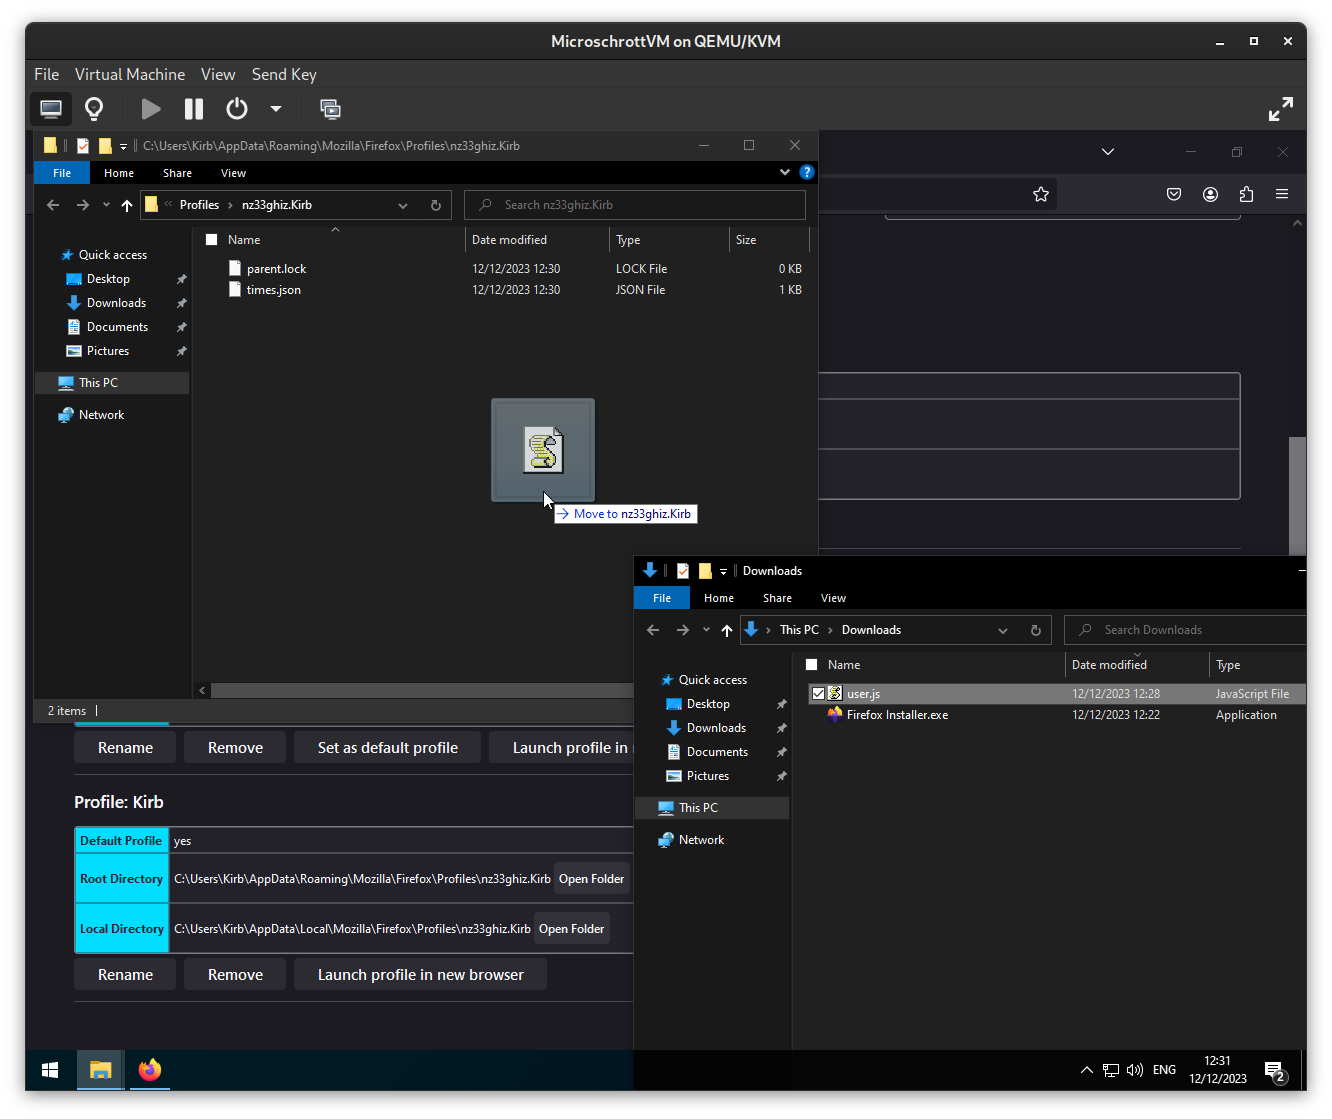 MicroschrottVM on QEMU/KVM
File Virtual Machine View Send Key
C:\Users\Kirb\AppData\Roaming\Mozilla\Firefox\Profiles\nz33ghiz.Kirb
File Home Share View
Profiles nz33ghiz.Kirb Search nz33ghiz.Kirb
Name Date modified Type Size
parent.lock 12/12/2023 12:30 LOCK File 0 KB
times.json 12/12/2023 12:30 JSON File 1 KB
Quick access
Desktop
Downloads
Documents
Pictures
This PC
Network
Move to nz33ghiz.Kirb
2 items
Downloads
File Home Share View
This PC Downloads Search Downloads
Name Date modified Type
user.js 12/12/2023 12:28 JavaScript File
Firefox Installer.exe 12/12/2023 12:22 Application
Quick access
Desktop
Downloads
Documents
Pictures
This PC
Network
Rename Remove Set as default profile Launch profile in
Profile: Kirb
Default Profile yes
Root Directory C:\Users\Kirb\AppData\Roaming\Mozilla\Firefox\Profiles\nz33ghiz.Kirb Open Folder
Local Directory C:\Users\Kirb\AppData\Local\Mozilla\Firefox\Profiles\nz33ghiz.Kirb Open Folder
Rename Remove Launch profile in new browser
ENG 12:31
12/12/2023
2